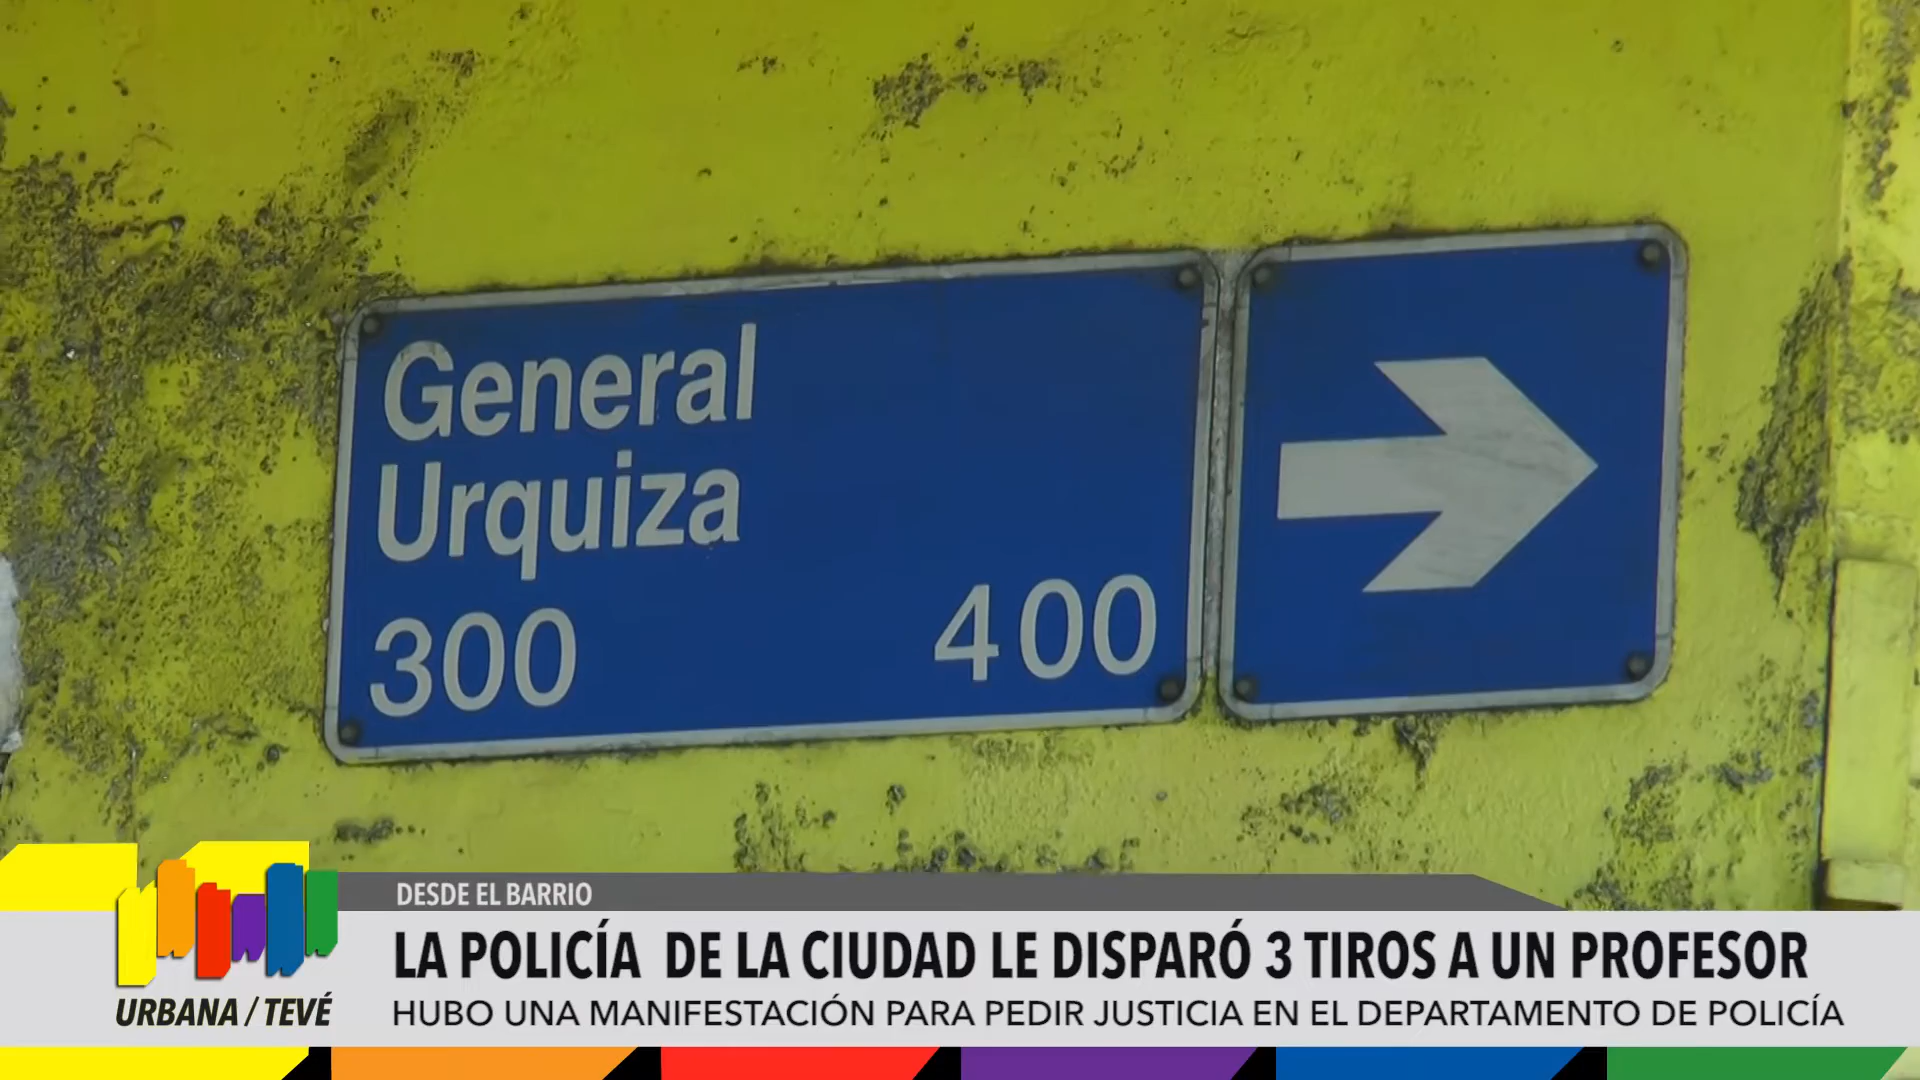 General
Urquiza
300 400
DESDE EL BARRIO
LA POLICÍA DE LA CIUDAD LE DISPARÓ 3 TIROS A UN PROFESOR
HUBO UNA MANIFESTACIÓN PARA PEDIR JUSTICIA EN EL DEPARTAMENTO DE POLICÍA
URBANA / TEVÉ